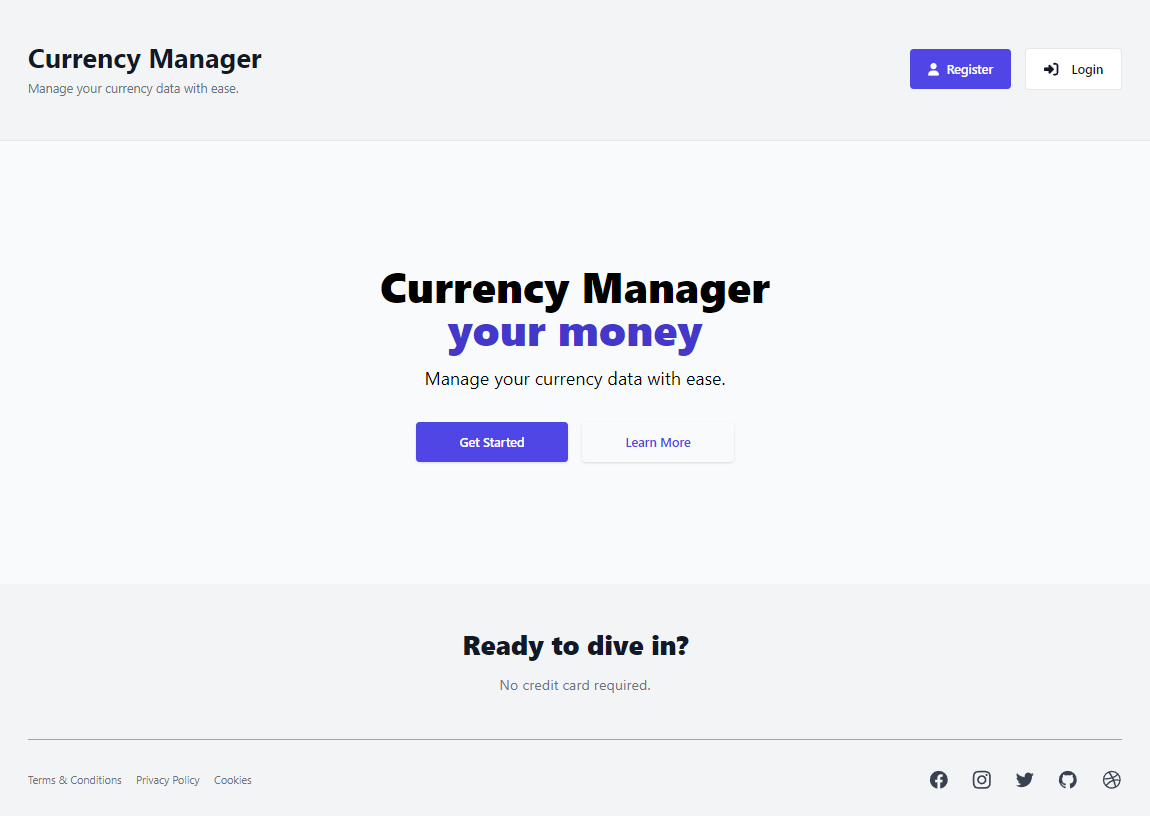 Currency Manager
Manage your currency data with ease.
Register
Login
Currency Manager
your money
Manage your currency data with ease.
Get Started
Learn More
Ready to dive in?
No credit card required.
Terms & Conditions
Privacy Policy
Cookies